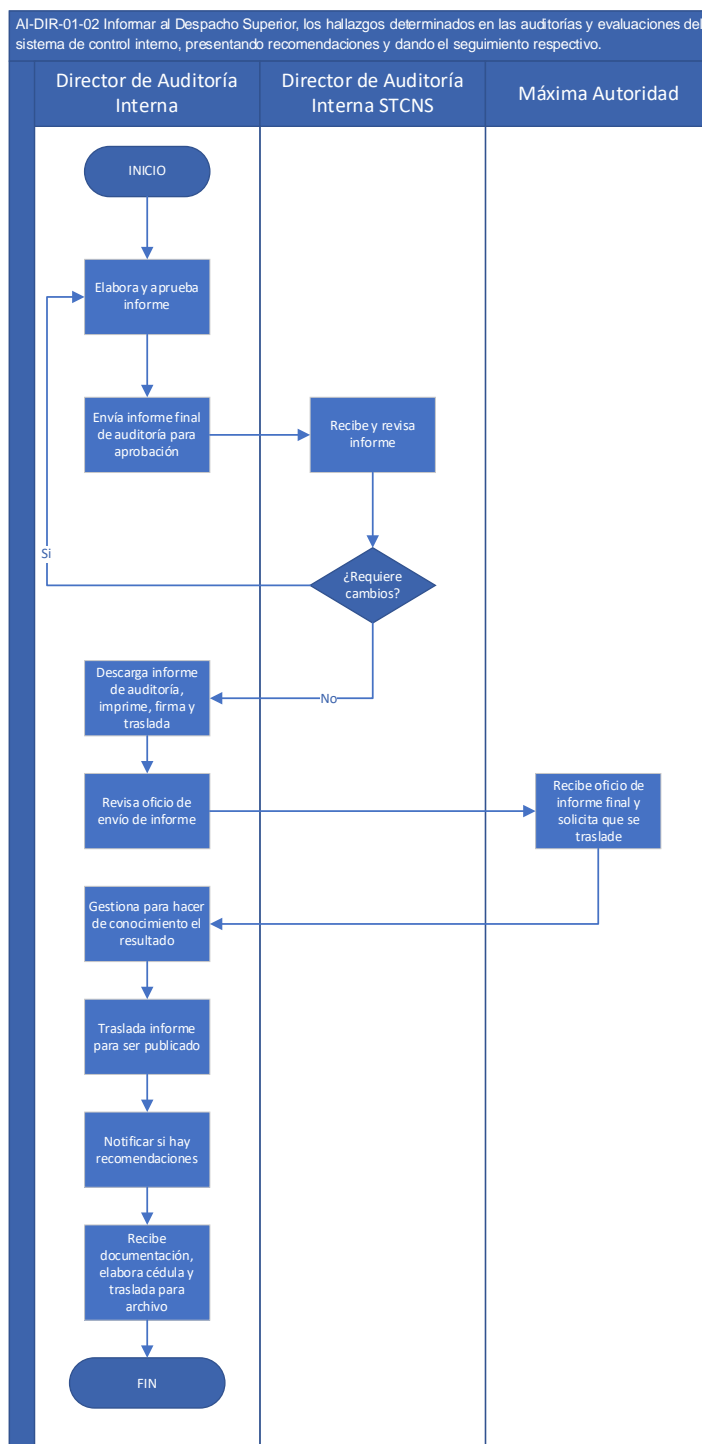 AI-DIR-01-02 Informar al Despacho Superior, los hallazgos determinados en las auditorías y evaluaciones del
sistema de control interno, presentando recomendaciones y dando el seguimiento respectivo.
Director de Auditoría
Interna
Director de Auditoría
Interna STCNS
Máxima Autoridad
INICIO
Elabora y aprueba
informe
Envía informe final
de auditoría para
aprobación
Recibe y revisa
informe
Si
¿Requiere
cambios?
Descarga informe
de auditoría,
imprime, firma y
traslada
No
Revisa oficio de
envío de informe
Recibe oficio de
informe final y
solicita que se
traslade
Gestiona para hacer
de conocimiento el
resultado
Traslada informe
para ser publicado
Notificar si hay
recomendaciones
Recibe
documentación,
elabora cédula y
traslada para
archivo
FIN